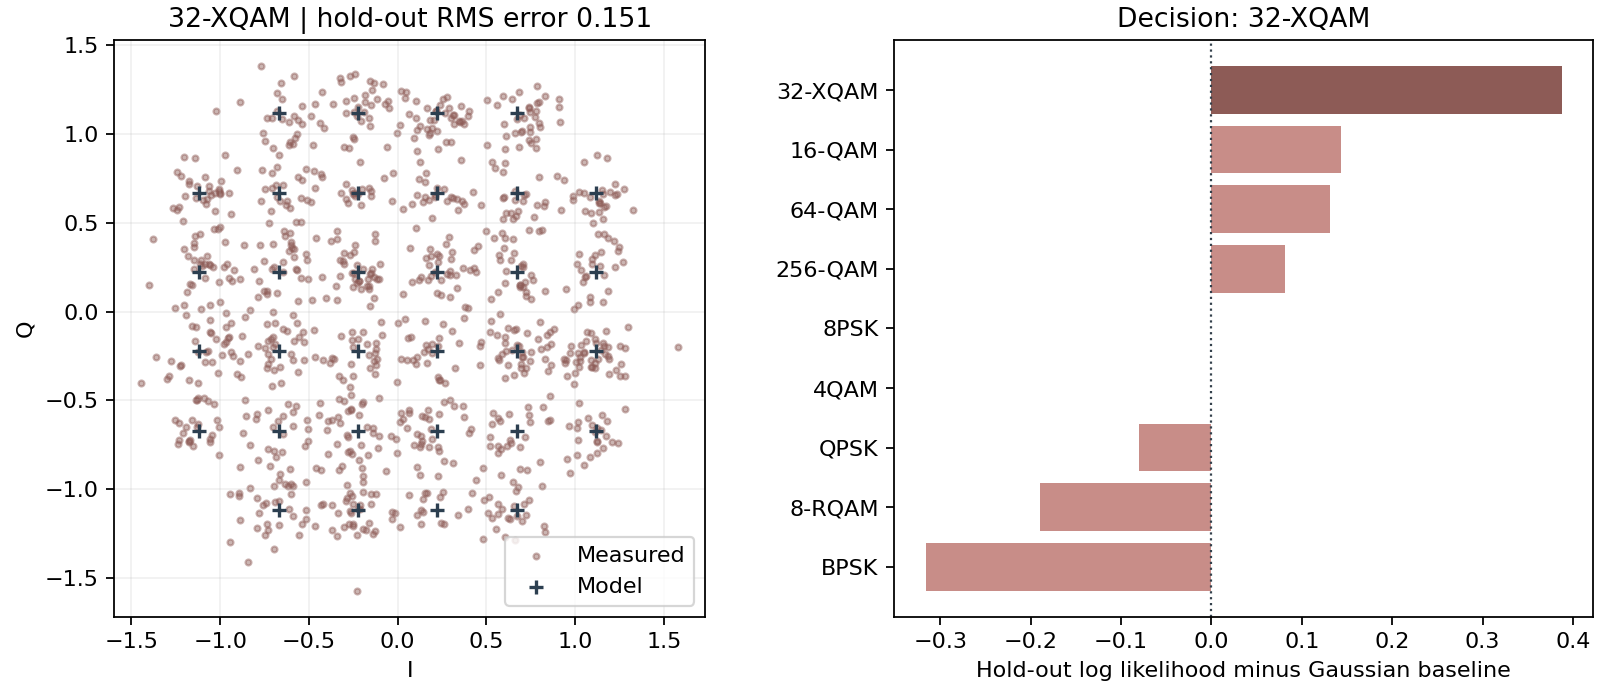 32-XQAM | hold-out RMS error 0.151
1.5
1.0
0.5
0.0
−0.5
−1.0
−1.5
Q
−1.5
−1.0
−0.5
0.0
0.5
1.0
1.5
I
Measured
Model
Decision: 32-XQAM
32-XQAM
16-QAM
64-QAM
256-QAM
8PSK
4QAM
QPSK
8-RQAM
BPSK
−0.3
−0.2
−0.1
0.0
0.1
0.2
0.3
0.4
Hold-out log likelihood minus Gaussian baseline